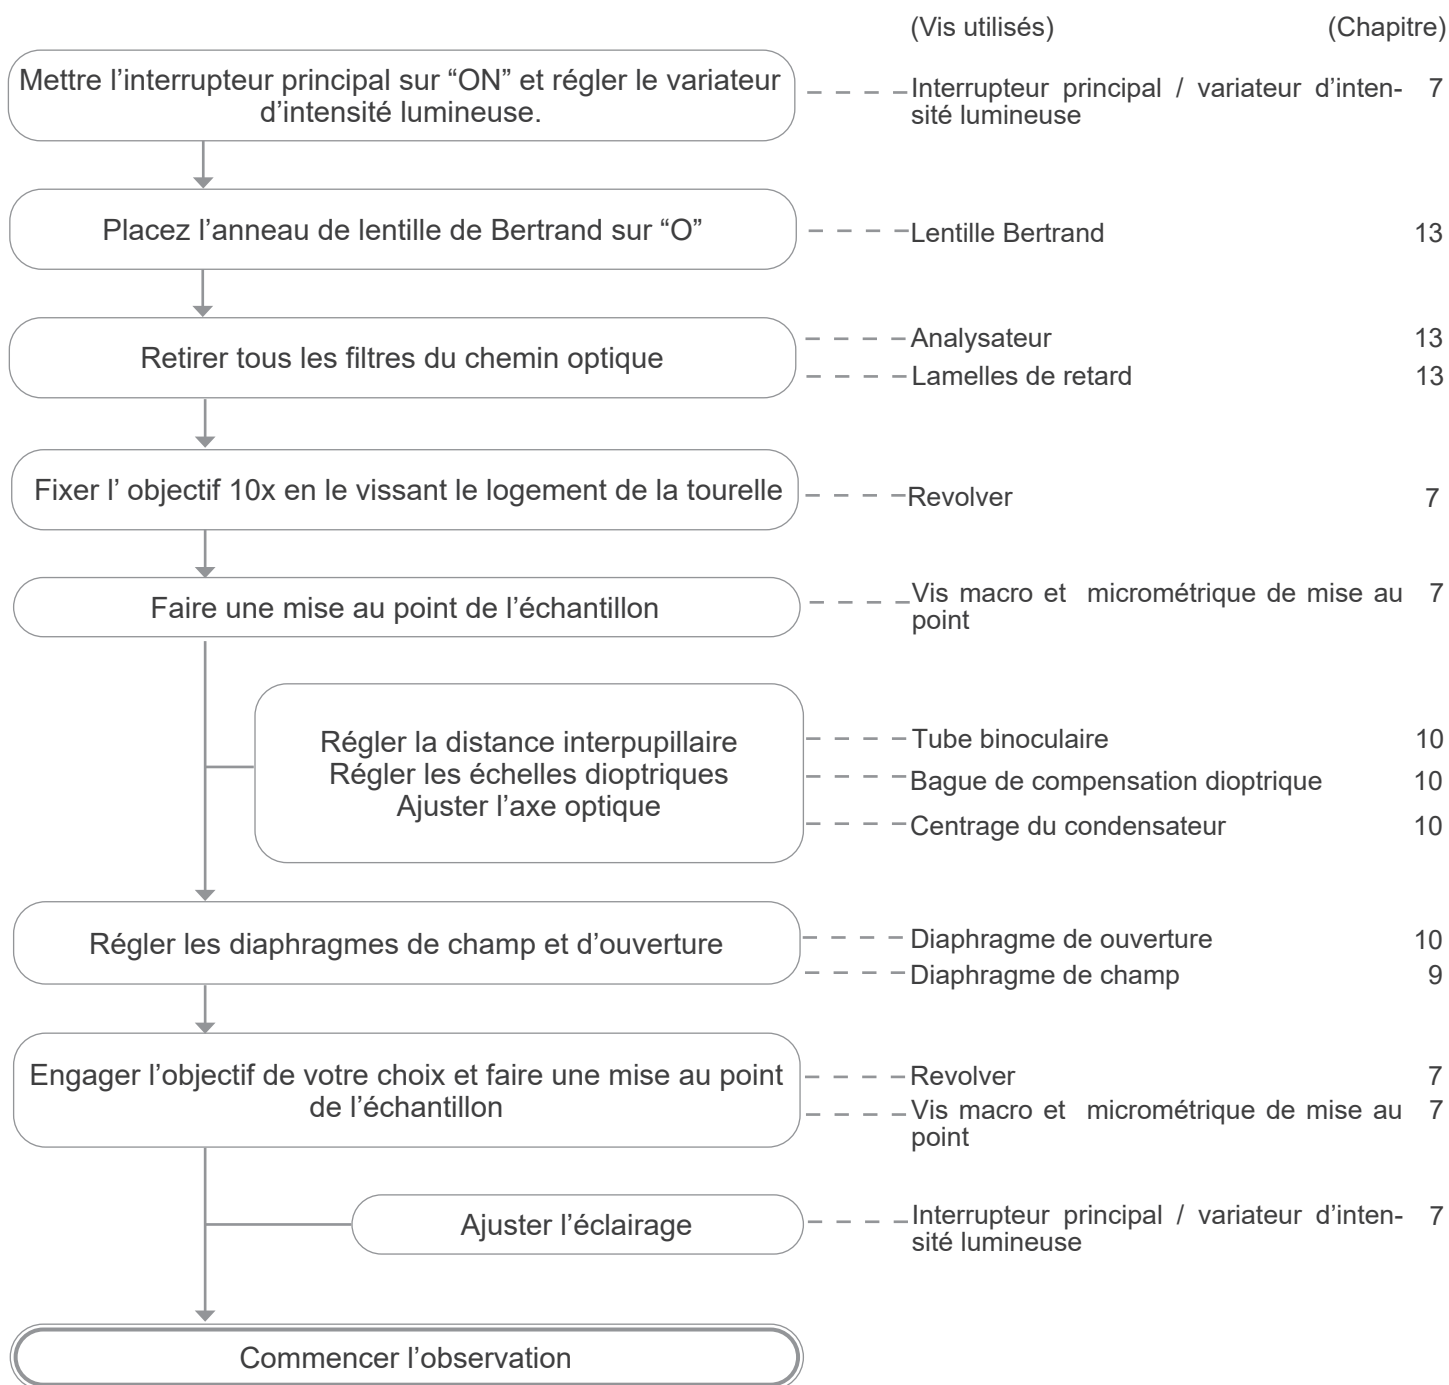 (Vis utilisés) (Chapitre)
Mettre l’interrupteur principal sur “ON” et régler le variateur
d’intensité lumineuse.
Interrupteur principal / variateur d’inten- 7
sité lumineuse
Placez l’anneau de lentille de Bertrand sur “O”
Lentille Bertrand 13
Retirer tous les filtres du chemin optique
Analysateur 13
Lamelles de retard 13
Fixer l’ objectif 10x en le vissant le logement de la tourelle
Revolver 7
Faire une mise au point de l’échantillon
Vis macro et micrométrique de mise au 7
point
Régler la distance interpupillaire
Régler les échelles dioptriques
Ajuster l’axe optique
Tube binoculaire 10
Bague de compensation dioptrique 10
Centrage du condensateur 10
Régler les diaphragmes de champ et d’ouverture
Diaphragme de ouverture 10
Diaphragme de champ 9
Engager l’objectif de votre choix et faire une mise au point
de l’échantillon
Revolver 7
Vis macro et micrométrique de mise au 7
point
Ajuster l’éclairage
Interrupteur principal / variateur d’inten- 7
sité lumineuse
Commencer l’observation